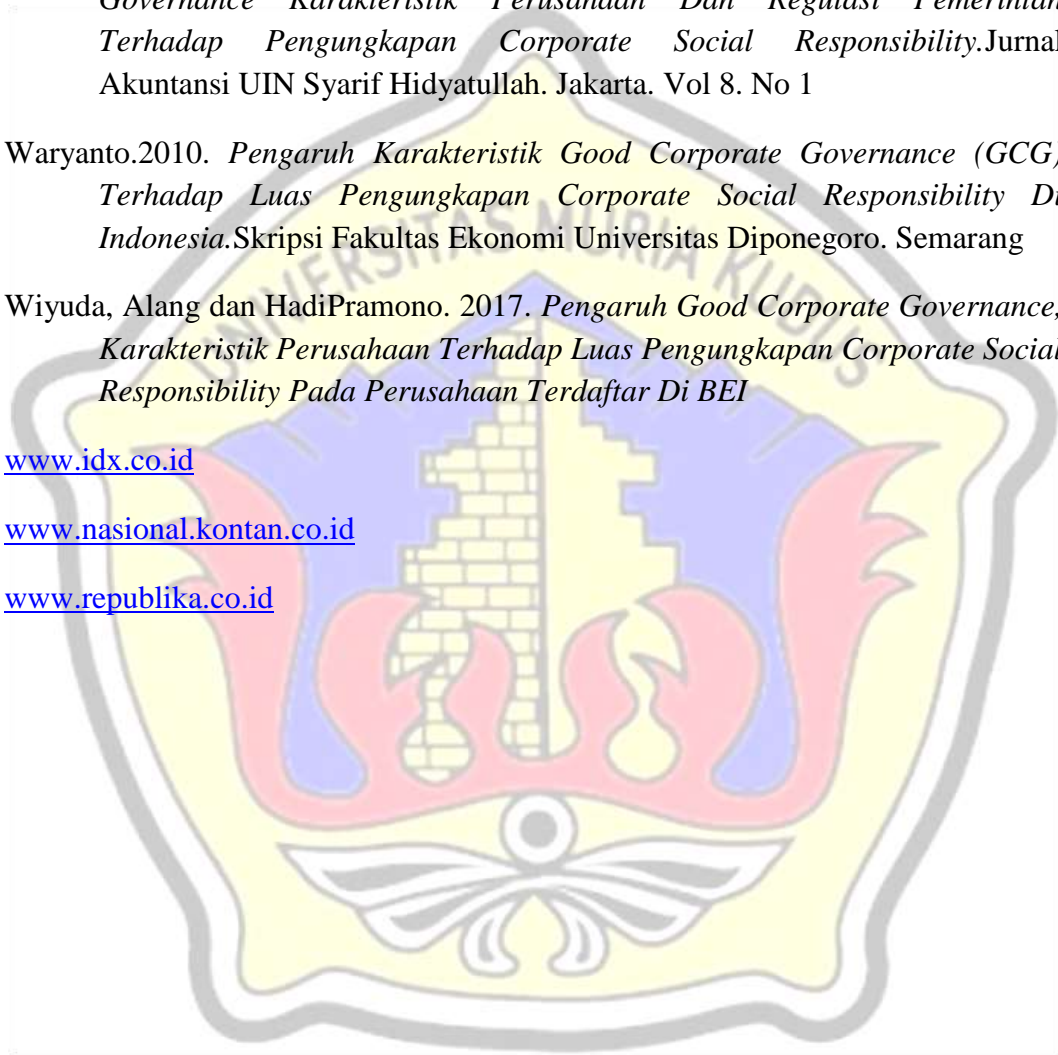 Governance Karakteristik Perusahaan Dan Regulasi Pemerintah
Terhadap Pengungkapan Corporate Social Responsibility.Jurnal
Akuntansi UIN Syarif Hidyatullah. Jakarta. Vol 8. No 1
Waryanto.2010. Pengaruh Karakteristik Good Corporate Governance (GCG)
Terhadap Luas Pengungkapan Corporate Social Responsibility Di
Indonesia.Skripsi Fakultas Ekonomi Universitas Diponegoro. Semarang
Wiyuda, Alang dan HadiPramono. 2017. Pengaruh Good Corporate Governance,
Karakteristik Perusahaan Terhadap Luas Pengungkapan Corporate Social
Responsibility Pada Perusahaan Terdaftar Di BEI
www.idx.co.id
www.nasional.kontan.co.id
www.republika.co.id
UNIVERSITAS MURIA KUDUS